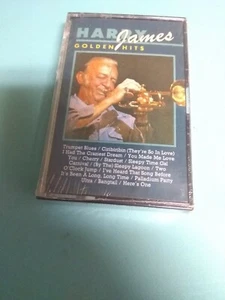 HARRY
James
GOLDEN HITS
Trumpet Blues / Ciribiribin (They're So In Love)
I Had The Craziest Dream / You Made Me Love
You / Cherry / Stardust / Sleepy Time Gal
Carnival / (By The) Sleepy Lagoon / Two
O'Clock Jump / I've Heard That Song Before
It's Been A Long, Long Time / Palladium Party
Ultra / Bangtail / Here's One